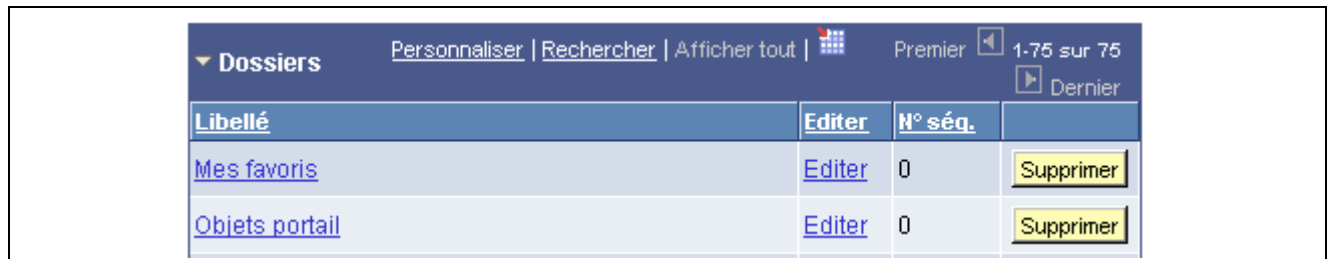 Dossiers Personnaliser | Rechercher | Afficher tout | Premier 1-75 sur 75
Dernier
Libellé Editer N° séq.
Mes favoris Editer 0 Supprimer
Objets portail Editer 0 Supprimer